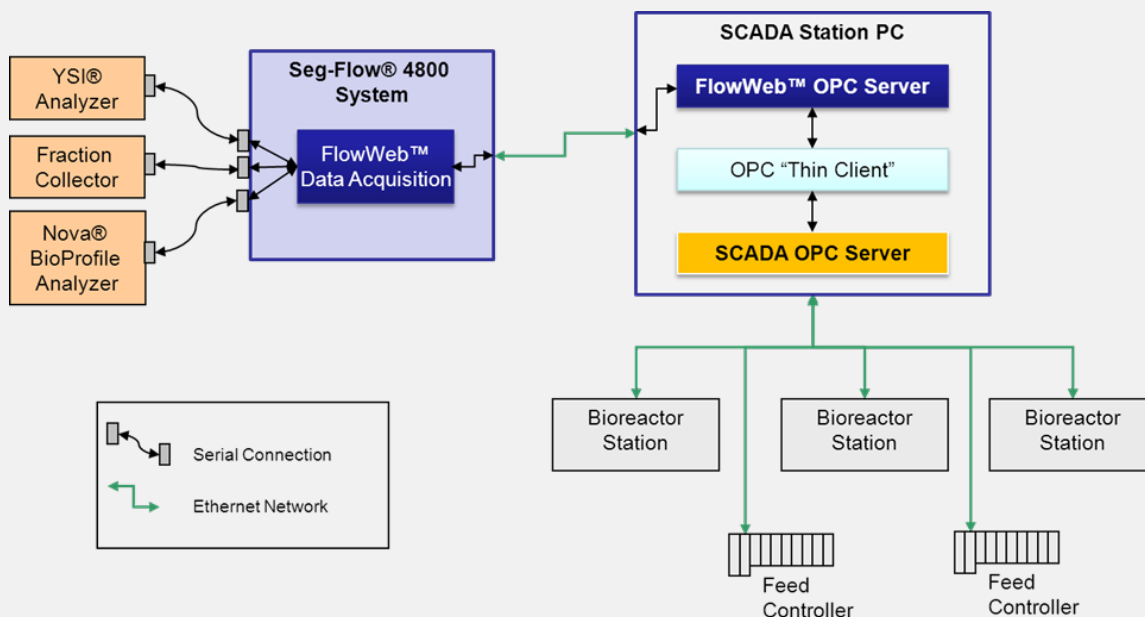 YSI®
Analyzer
Fraction
Collector
Nova®
BioProfile
Analyzer
Seg-Flow® 4800
System
FlowWeb™
Data Acquisition
SCADA Station PC
FlowWeb™ OPC Server
OPC “Thin Client”
SCADA OPC Server
Bioreactor
Station
Bioreactor
Station
Bioreactor
Station
Feed
Controller
Feed
Controller
Serial Connection
Ethernet Network